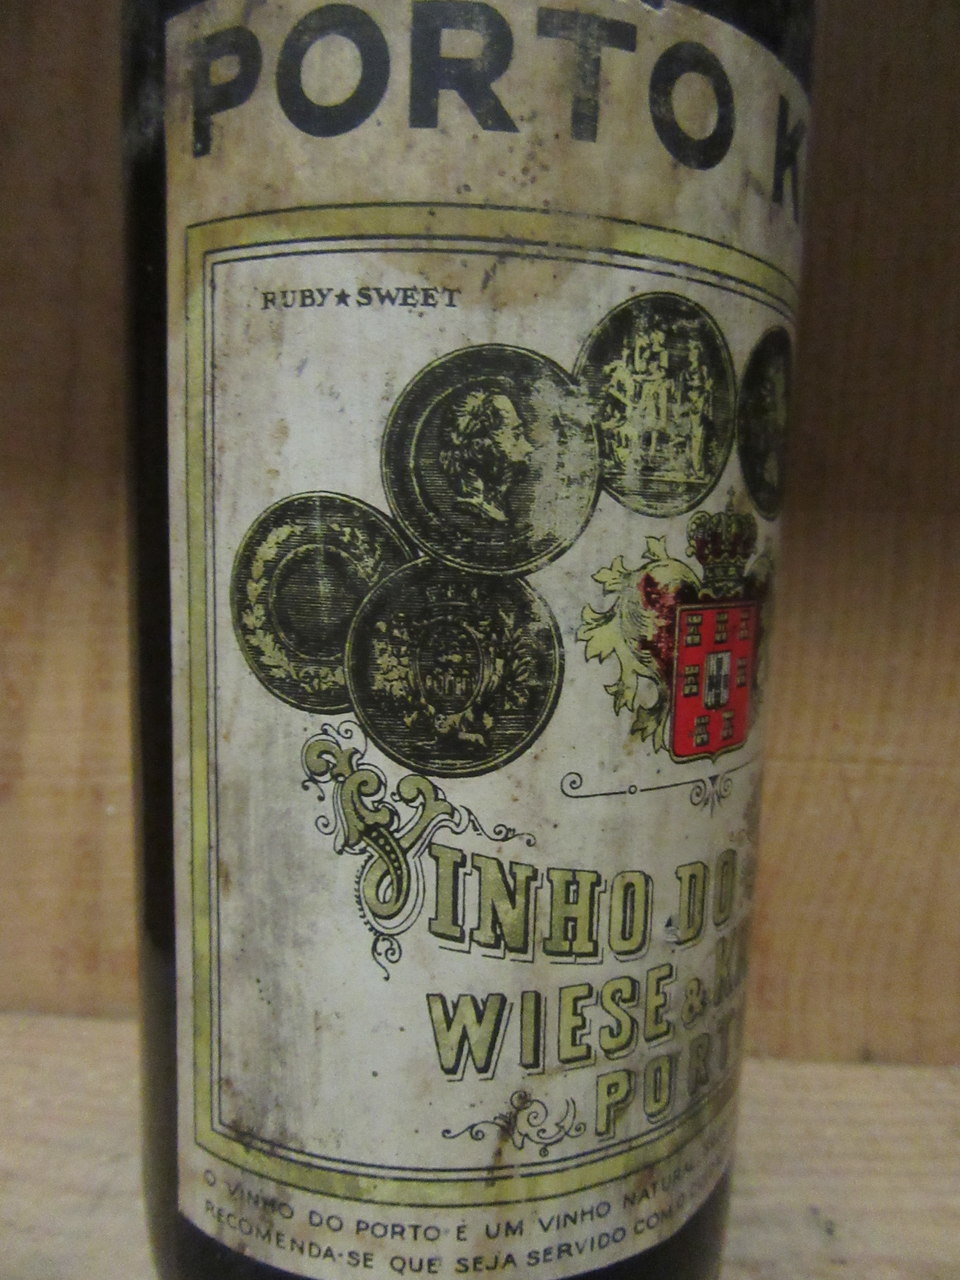 PORTO K
RUBY★SWEET
VINHO DO
WIESE & K
PORT
O VINHO DO PORTO É UM VINHO NATURAL
RECOMENDA-SE QUE SEJA SERVIDO COM